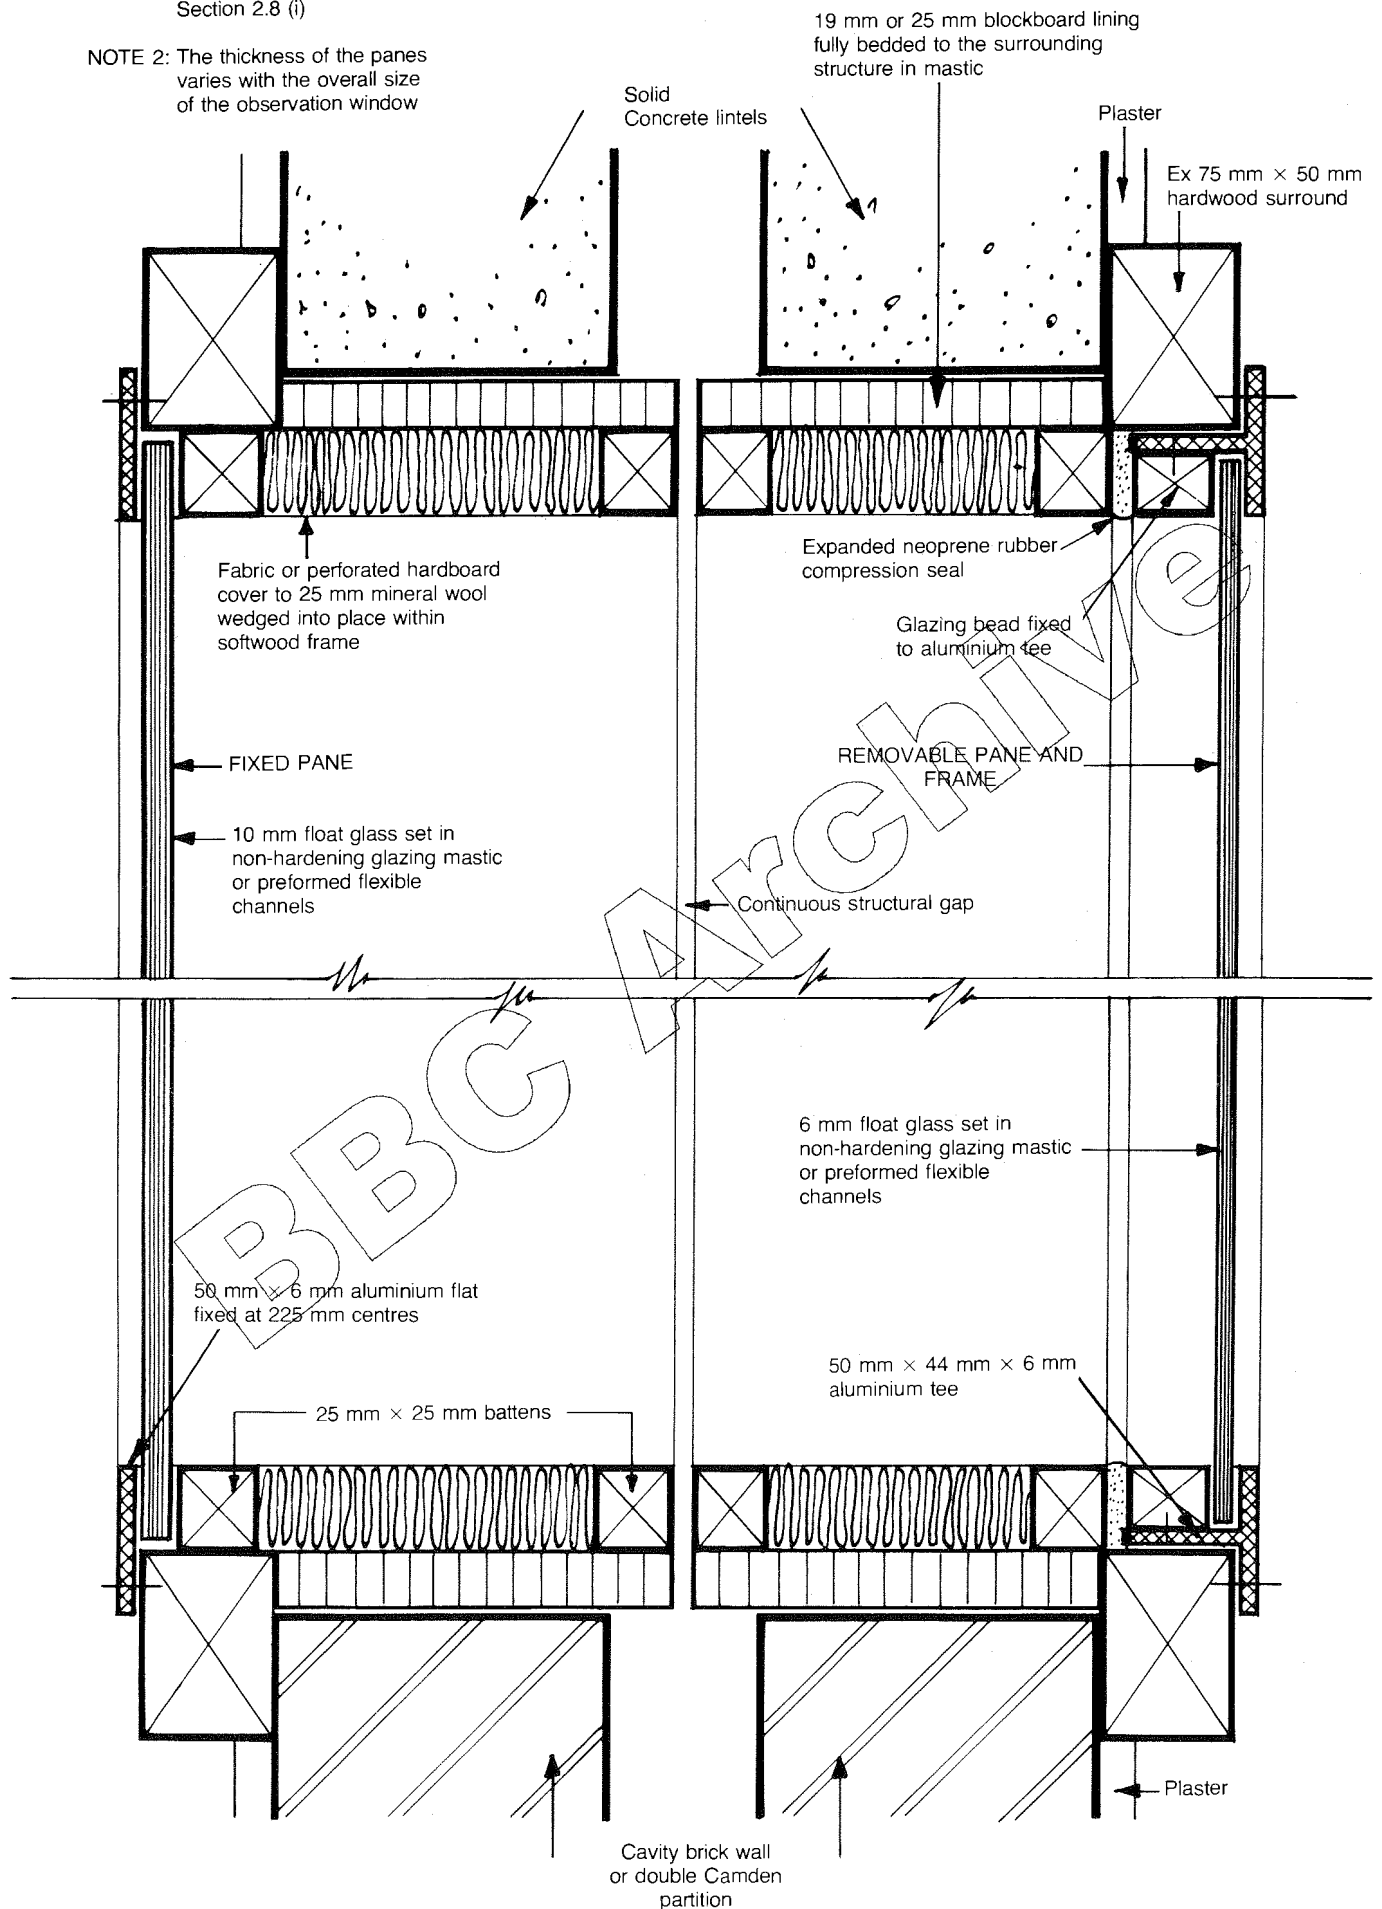 Section 2.8 (i)
NOTE 2: The thickness of the panes
varies with the overall size
of the observation window
Solid
Concrete lintels
19 mm or 25 mm blockboard lining
fully bedded to the surrounding
structure in mastic
Plaster
Ex 75 mm × 50 mm
hardwood surround
Fabric or perforated hardboard
cover to 25 mm mineral wool
wedged into place within
softwood frame
Expanded neoprene rubber
compression seal
Glazing bead fixed
to aluminium tee
FIXED PANE
REMOVABLE PANE AND
FRAME
10 mm float glass set in
non-hardening glazing mastic
or preformed flexible
channels
Continuous structural gap
BBC Archive
6 mm float glass set in
non-hardening glazing mastic
or preformed flexible
channels
50 mm × 6 mm aluminium flat
fixed at 225 mm centres
50 mm × 44 mm × 6 mm
aluminium tee
25 mm × 25 mm battens
Plaster
Cavity brick wall
or double Camden
partition